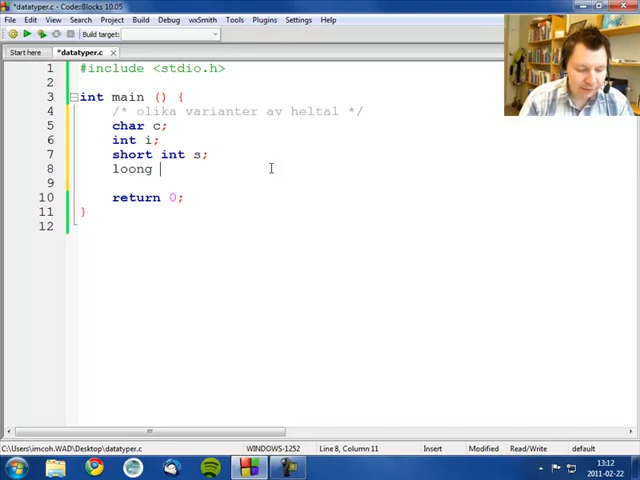 *datatyper.c - Code::Blocks 10.05
File Edit View Search Project Build Debug wxSmith Tools Plugins Settings Help
Build target:
Start here *datatyper.c
1 #include <stdio.h>
2
3 int main () {
4 /* olika varianter av heltal */
5 char c;
6 int i;
7 short int s;
8 loong
9
10 return 0;
11 }
12
C:\Users\imcoh.WAD\Desktop\datatyper.c WINDOWS-1252 Line 8, Column 11 Insert Modified Read/Write default
13:12
2011-02-22